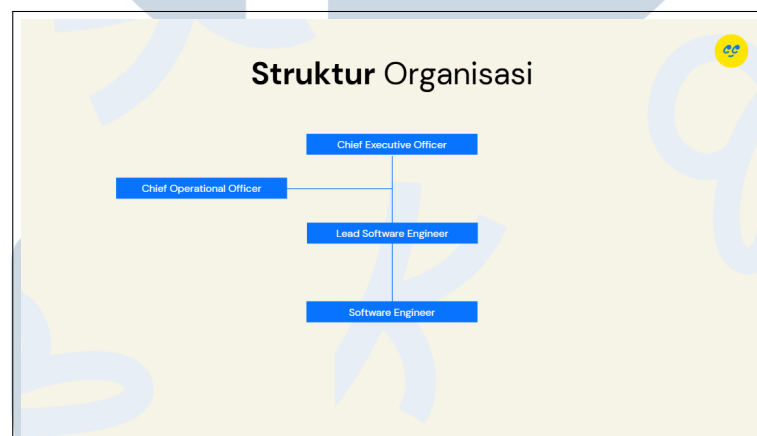 Struktur Organisasi
Chief Executive Officer
Chief Operational Officer
Lead Software Engineer
Software Engineer